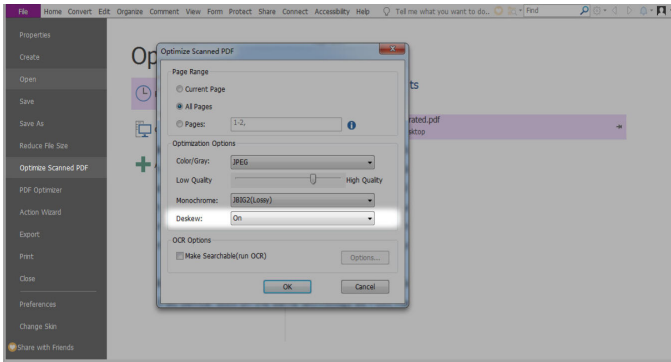 File Home Convert Edit Organize Comment View Form Protect Share Connect Accessibility Help Tell me what you want to do.. Find
Properties
Create
Open
Save
Save As
Reduce File Size
Optimize Scanned PDF
PDF Optimizer
Action Wizard
Export
Print
Close
Preferences
Change Skin
Share with Friends
Op
ts
rated.pdf
sktop
Optimize Scanned PDF
Page Range
Current Page
All Pages
Pages: 1-2,
Optimization Options
Color/Gray: JPEG
Low Quality High Quality
Monochrome: JBIG2(Lossy)
Deskew: On
OCR Options
Make Searchable(run OCR) Options...
OK Cancel